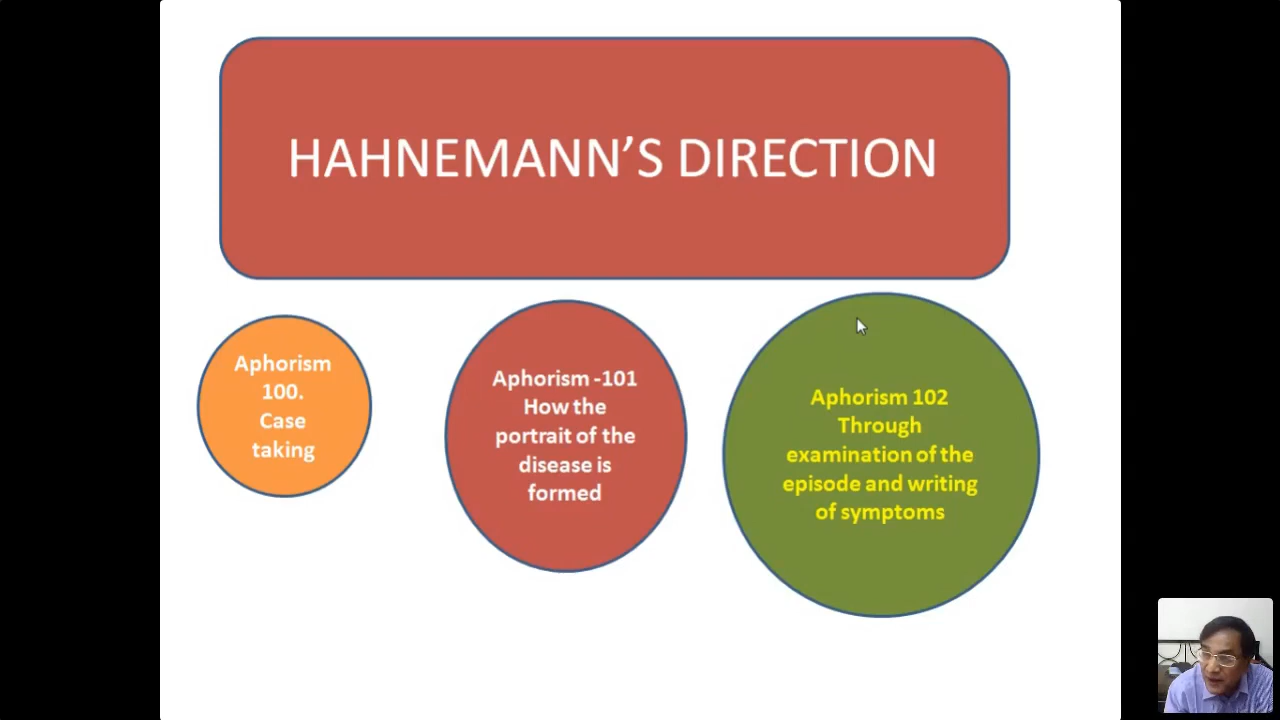 HAHNEMANN’S DIRECTION
Aphorism
100.
Case
taking
Aphorism -101
How the
portrait of the
disease is
formed
Aphorism 102
Through
examination of the
episode and writing
of symptoms